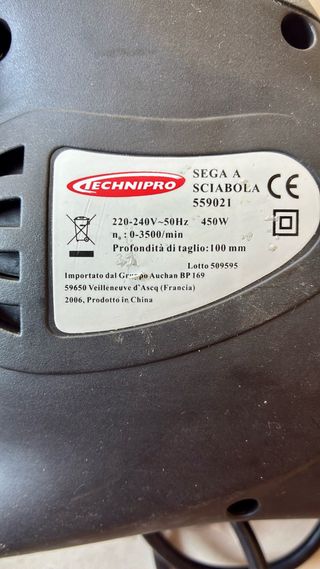 TECHNIPRO
SEGA A
SCIABOLA
559021
CE
220-240V~50Hz 450W
n₀ : 0-3500/min
Profondità di taglio: 100 mm
Lotto 509595
Importato dal Gruppo Auchan BP 169
59650 Veilleneuve d'Ascq (Francia)
2006, Prodotto in China